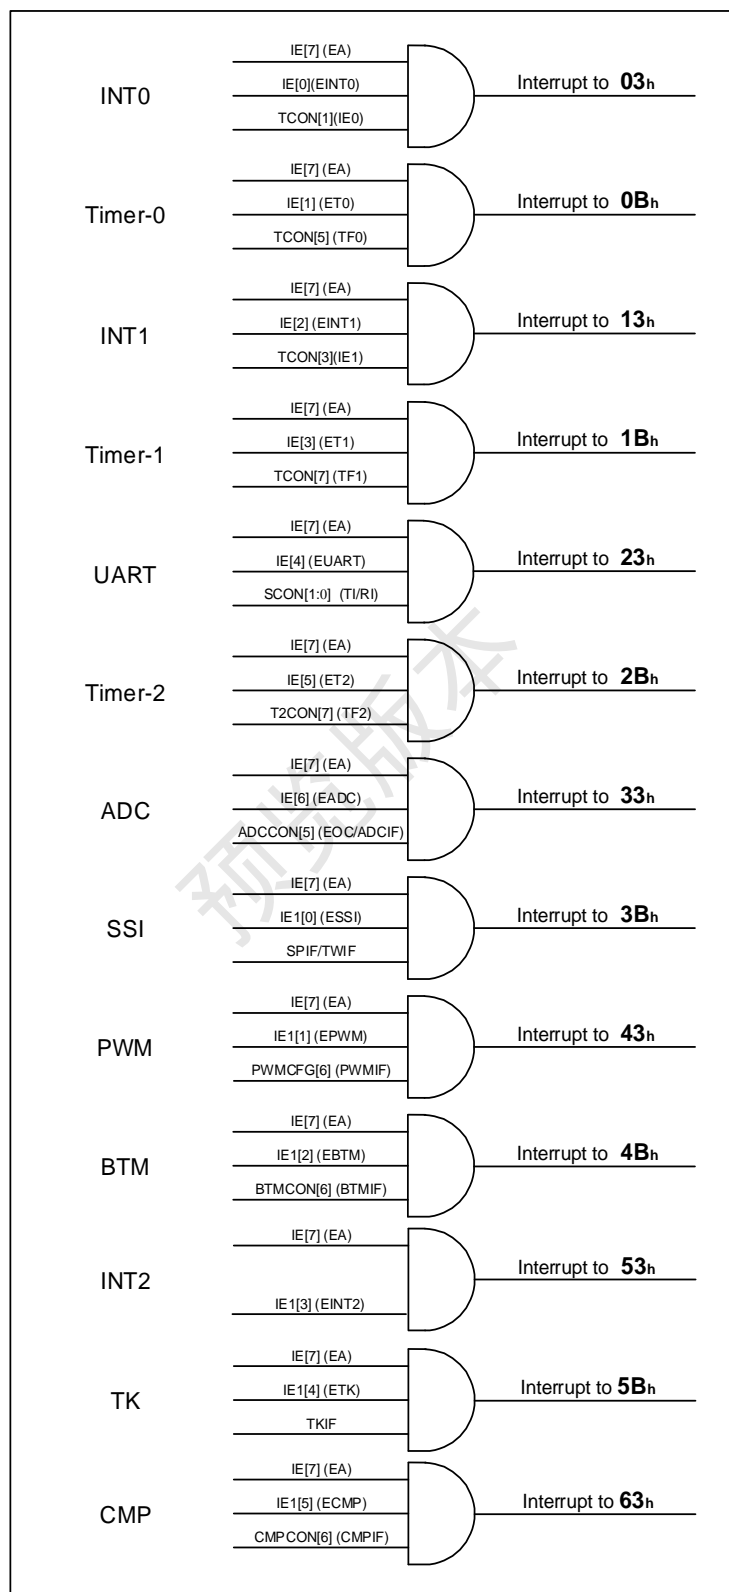 IE[7] (EA)
INT0
IE[0](EINT0)
Interrupt to 03h
TCON[1](IE0)
IE[7] (EA)
Timer-0
IE[1] (ET0)
Interrupt to 0Bh
TCON[5] (TF0)
IE[7] (EA)
INT1
IE[2] (EINT1)
Interrupt to 13h
TCON[3](IE1)
IE[7] (EA)
Timer-1
IE[3] (ET1)
Interrupt to 1Bh
TCON[7] (TF1)
IE[7] (EA)
UART
IE[4] (EUART)
Interrupt to 23h
SCON[1:0] (TI/RI)
IE[7] (EA)
Timer-2
IE[5] (ET2)
Interrupt to 2Bh
T2CON[7] (TF2)
IE[7] (EA)
ADC
IE[6] (EADC)
Interrupt to 33h
ADCCON[5] (EOC/ADCIF)
IE[7] (EA)
SSI
IE1[0] (ESSI)
Interrupt to 3Bh
SPIF/TWIF
IE[7] (EA)
PWM
IE1[1] (EPWM)
Interrupt to 43h
PWMCFG[6] (PWMIF)
IE[7] (EA)
BTM
IE1[2] (EBTM)
Interrupt to 4Bh
BTMCON[6] (BTMIF)
IE[7] (EA)
INT2
Interrupt to 53h
IE1[3] (EINT2)
IE[7] (EA)
TK
IE1[4] (ETK)
Interrupt to 5Bh
TKIF
IE[7] (EA)
CMP
IE1[5] (ECMP)
Interrupt to 63h
CMPCON[6] (CMPIF)
预览版本